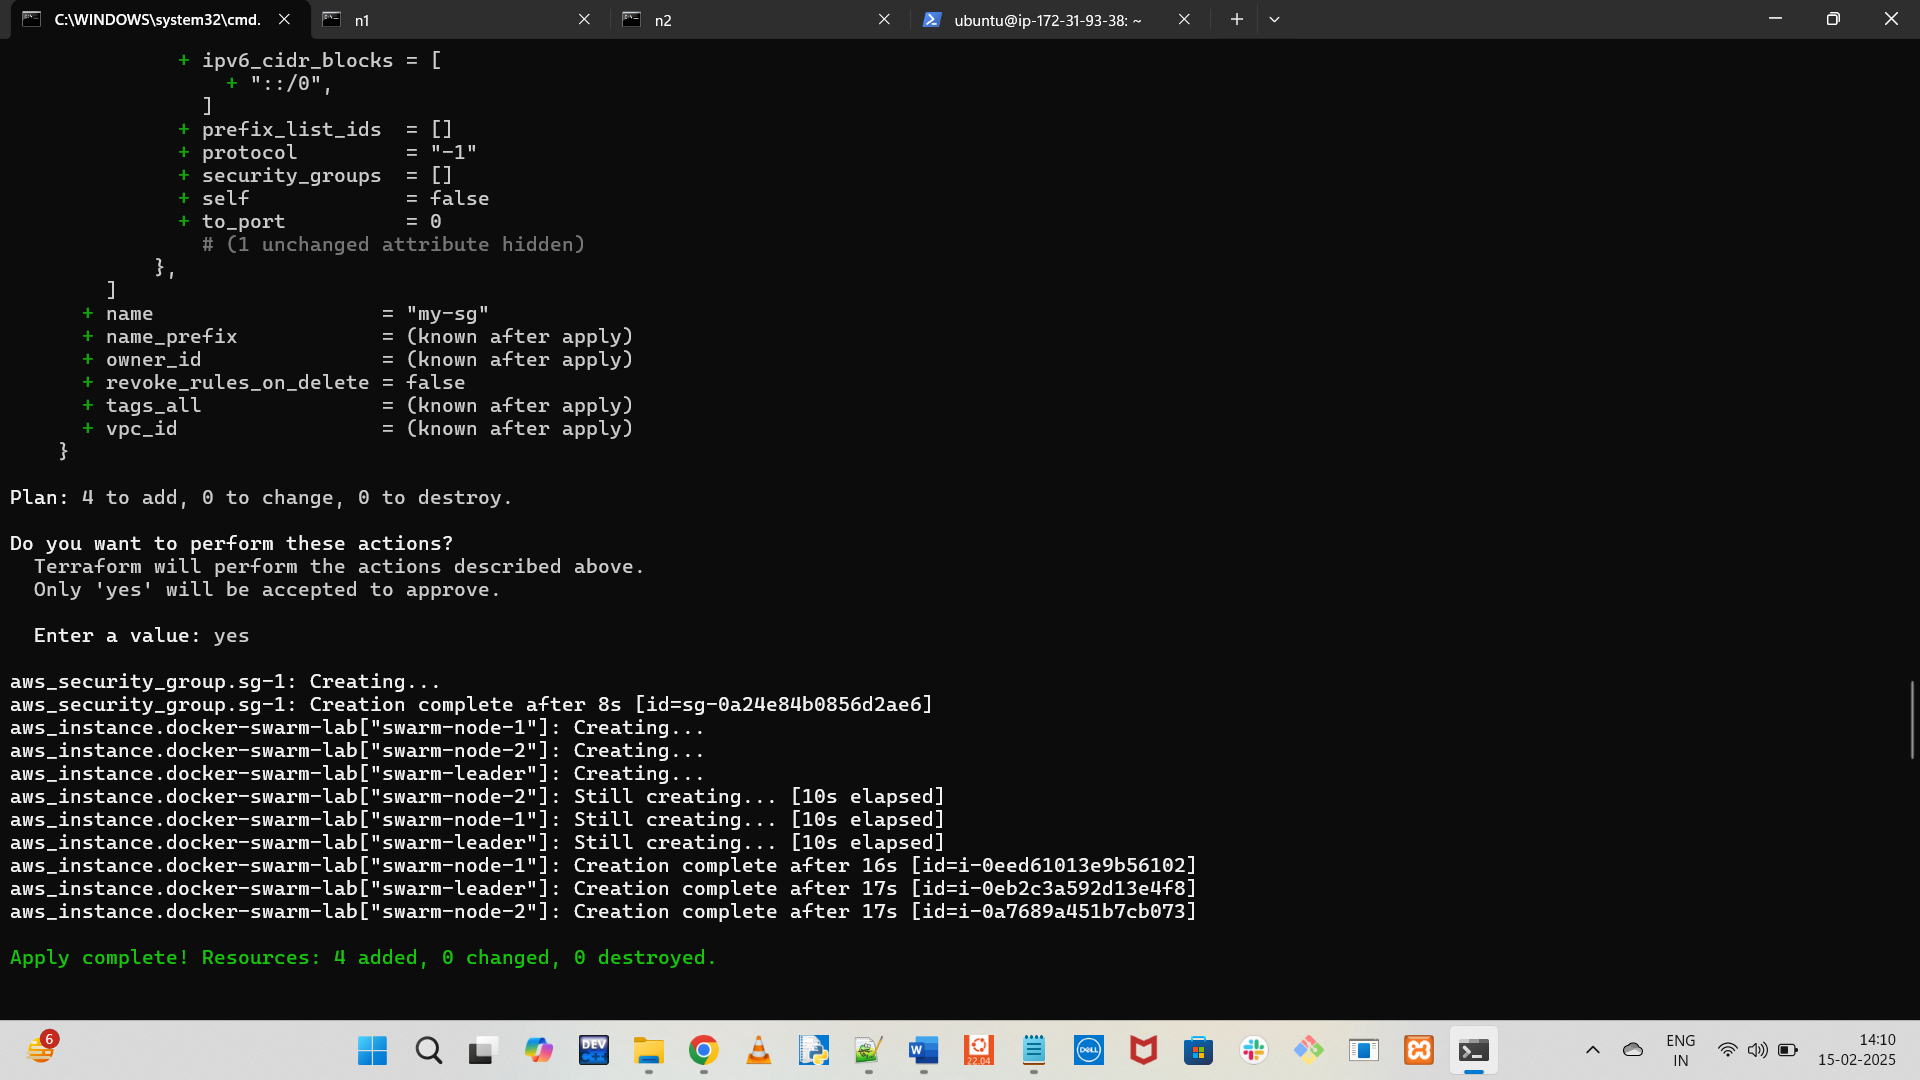 C:\WINDOWS\system32\cmd.
n1
n2
ubuntu@ip-172-31-93-38: ~
+ ipv6_cidr_blocks = [
+ "::/0",
]
+ prefix_list_ids  = []
+ protocol         = "-1"
+ security_groups  = []
+ self             = false
+ to_port          = 0
# (1 unchanged attribute hidden)
},
]
+ name                   = "my-sg"
+ name_prefix            = (known after apply)
+ owner_id               = (known after apply)
+ revoke_rules_on_delete = false
+ tags_all               = (known after apply)
+ vpc_id                 = (known after apply)
}
Plan: 4 to add, 0 to change, 0 to destroy.
Do you want to perform these actions?
Terraform will perform the actions described above.
Only 'yes' will be accepted to approve.
Enter a value: yes
aws_security_group.sg-1: Creating...
aws_security_group.sg-1: Creation complete after 8s [id=sg-0a24e84b0856d2ae6]
aws_instance.docker-swarm-lab["swarm-node-1"]: Creating...
aws_instance.docker-swarm-lab["swarm-node-2"]: Creating...
aws_instance.docker-swarm-lab["swarm-leader"]: Creating...
aws_instance.docker-swarm-lab["swarm-node-2"]: Still creating... [10s elapsed]
aws_instance.docker-swarm-lab["swarm-node-1"]: Still creating... [10s elapsed]
aws_instance.docker-swarm-lab["swarm-leader"]: Still creating... [10s elapsed]
aws_instance.docker-swarm-lab["swarm-node-1"]: Creation complete after 16s [id=i-0eed61013e9b56102]
aws_instance.docker-swarm-lab["swarm-leader"]: Creation complete after 17s [id=i-0eb2c3a592d13e4f8]
aws_instance.docker-swarm-lab["swarm-node-2"]: Creation complete after 17s [id=i-0a7689a451b7cb073]
Apply complete! Resources: 4 added, 0 changed, 0 destroyed.
6
DEV
C++
W
22.04
DELL
ENG
IN
14:10
15-02-2025